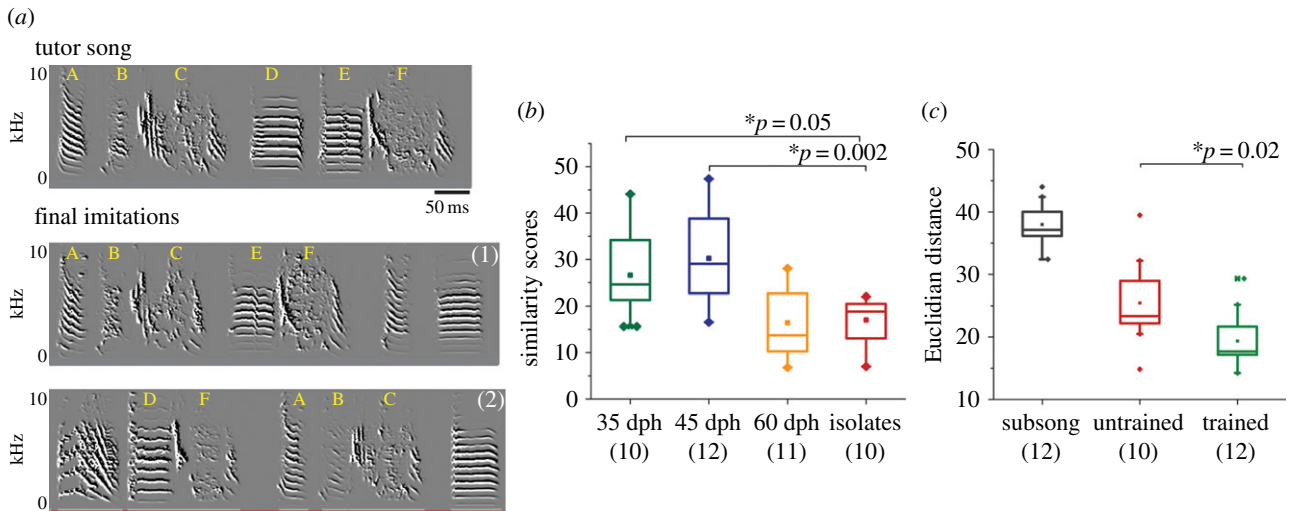 (a)
tutor song
10
kHz
0
A B C D E F
50 ms
final imitations
10
kHz
0
A B C E F (1)
10
kHz
0
D F A B C (2)
(b)
*p = 0.05
*p = 0.002
similarity scores
50
40
30
20
10
0
35 dph 45 dph 60 dph isolates
(10) (12) (11) (10)
(c)
*p = 0.02
Euclidian distance
50
40
30
20
10
subsong untrained trained
(12) (10) (12)